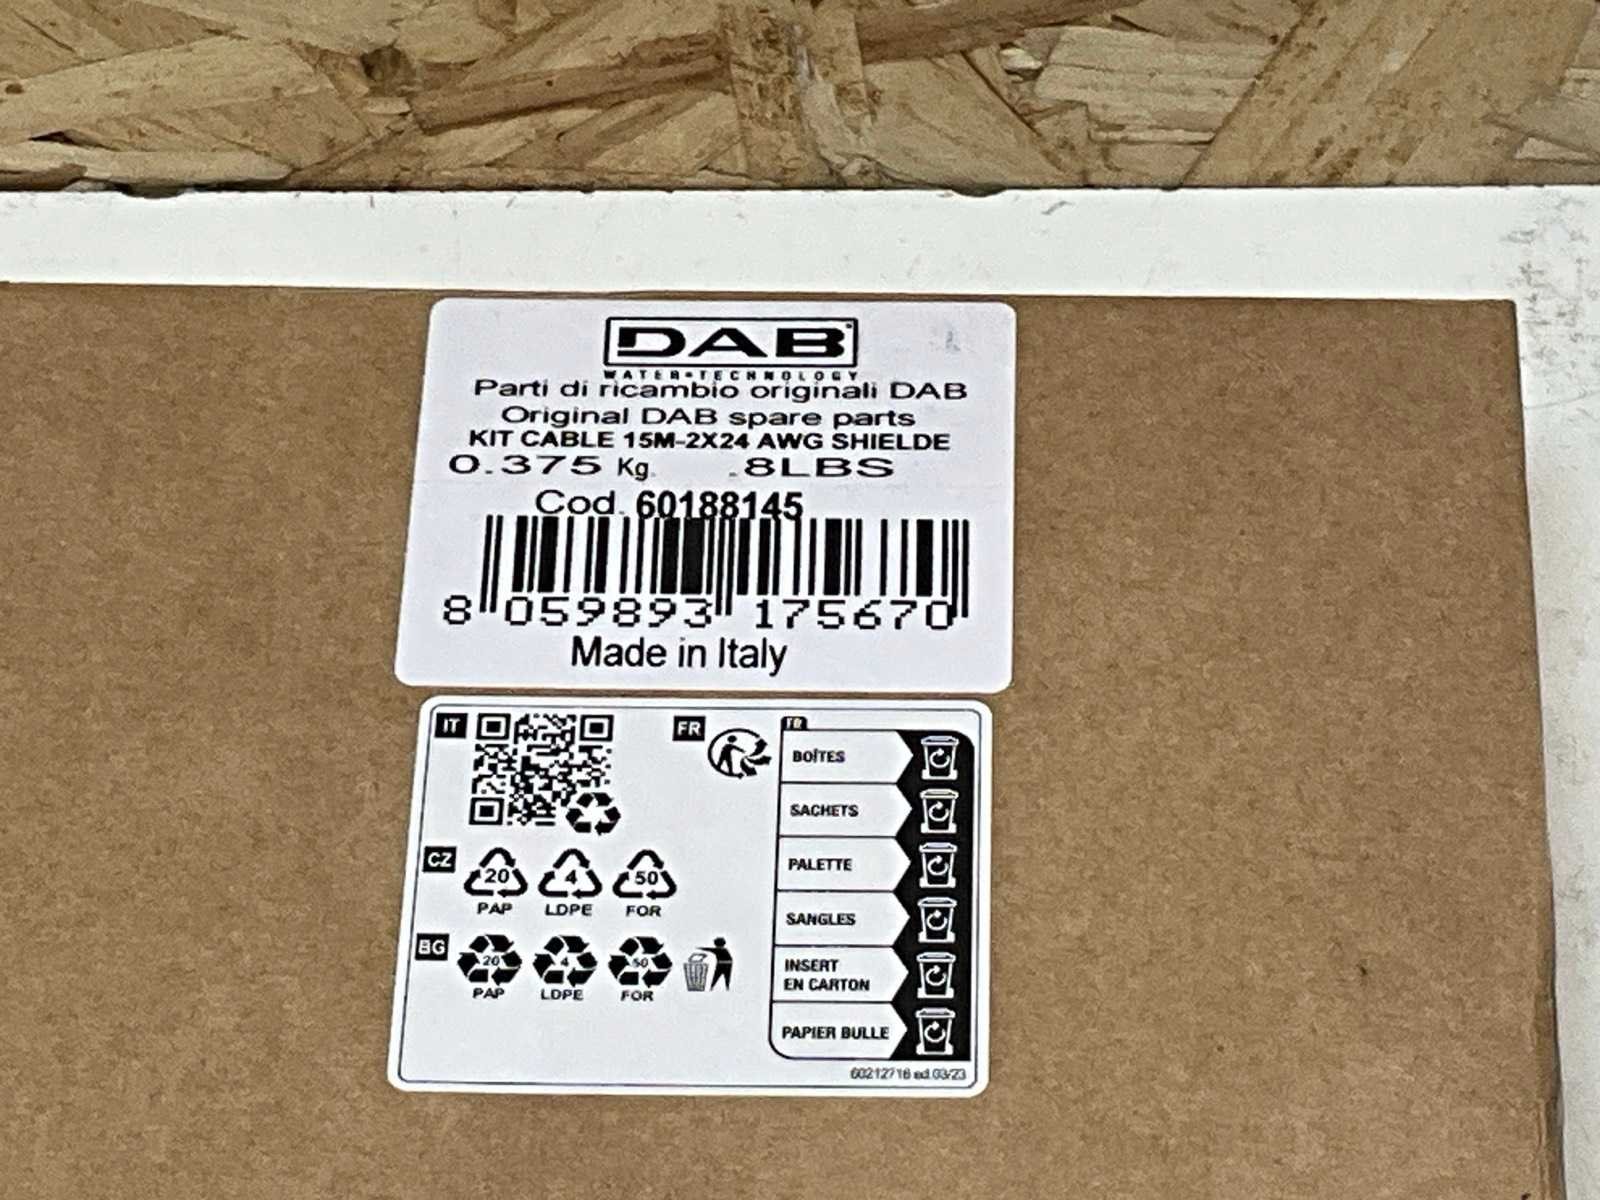 DAB
WATER•TECHNOLOGY
Parti di ricambio originali DAB
Original DAB spare parts
KIT CABLE 15M-2X24 AWG SHIELDE
0.375 Kg. .8LBS
Cod. 60188145
8 059893 175670
Made in Italy
IT
FR
FR
BOÎTES
SACHETS
PALETTE
SANGLES
INSERT
EN CARTON
PAPIER BULLE
CZ
20 4 50
PAP LDPE FOR
BG
20 4 50
PAP LDPE FOR
60212716 ed.03/23